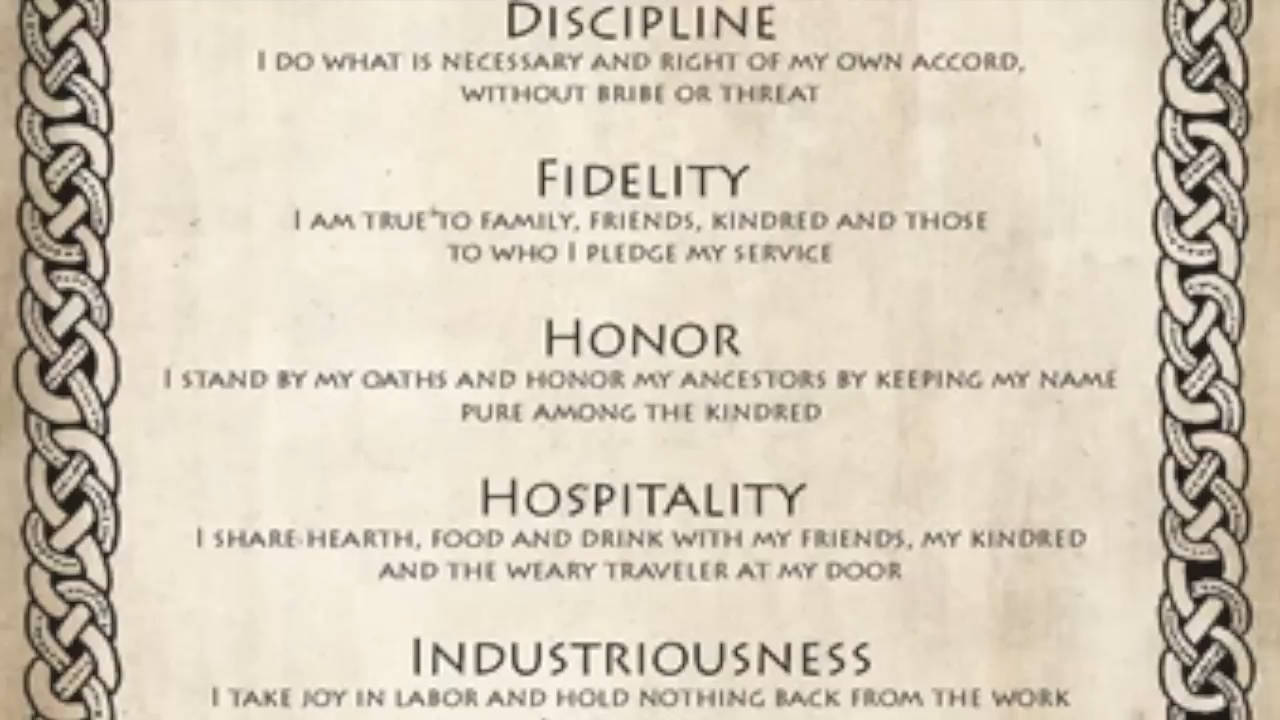 DISCIPLINE
I DO WHAT IS NECESSARY AND RIGHT OF MY OWN ACCORD,
WITHOUT BRIBE OR THREAT
FIDELITY
I AM TRUE TO FAMILY, FRIENDS, KINDRED AND THOSE
TO WHO I PLEDGE MY SERVICE
HONOR
I STAND BY MY OATHS AND HONOR MY ANCESTORS BY KEEPING MY NAME
PURE AMONG THE KINDRED
HOSPITALITY
I SHARE HEARTH, FOOD AND DRINK WITH MY FRIENDS, MY KINDRED
AND THE WEARY TRAVELER AT MY DOOR
INDUSTRIOUSNESS
I TAKE JOY IN LABOR AND HOLD NOTHING BACK FROM THE WORK